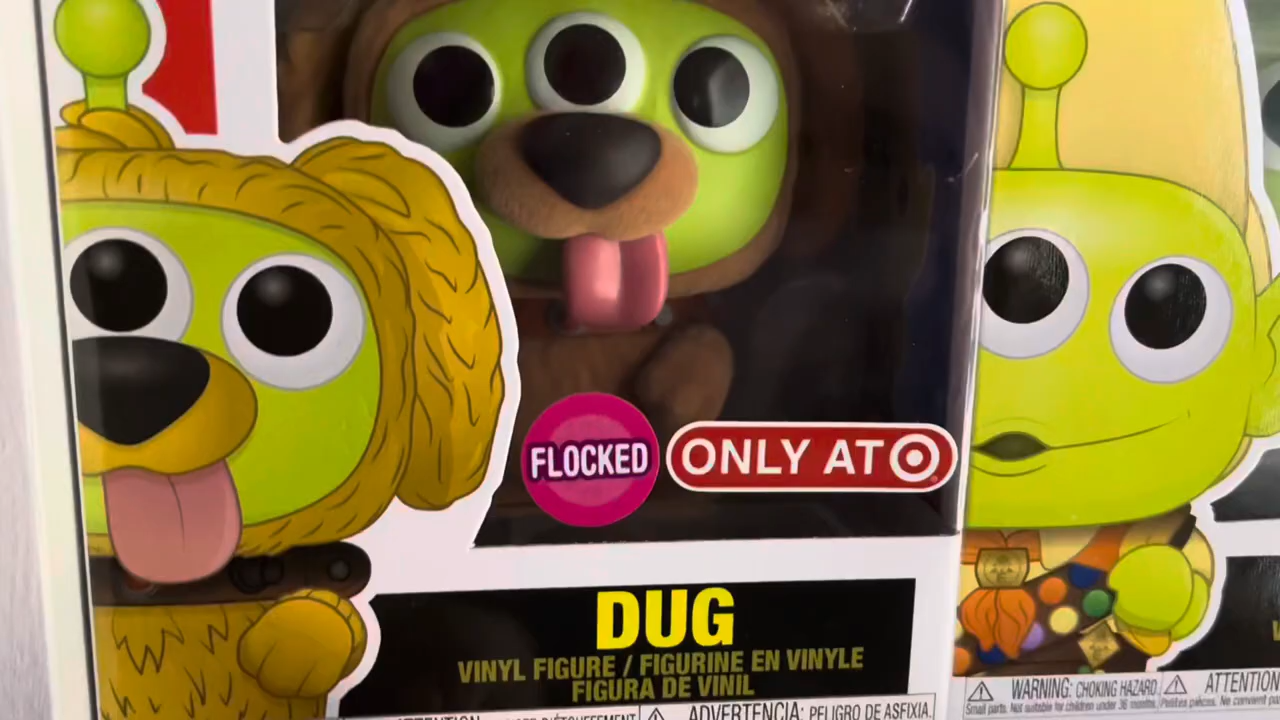 FLOCKED
ONLY AT
DUG
VINYL FIGURE / FIGURINE EN VINYLE
FIGURA DE VINIL
ATTENTION
ADVERTENCIA: PELIGRO DE ASFIXIA.
WARNING: CHOKING HAZARD.
Small parts. Not suitable for children under 36 months.
ATTENTION